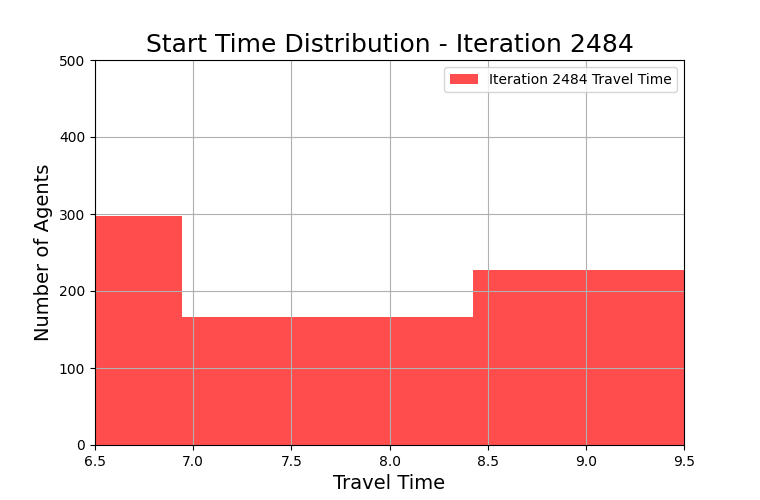 Start Time Distribution - Iteration 2484
500
400
300
200
100
0
Number of Agents
Iteration 2484 Travel Time
6.5 7.0 7.5 8.0 8.5 9.0 9.5
Travel Time